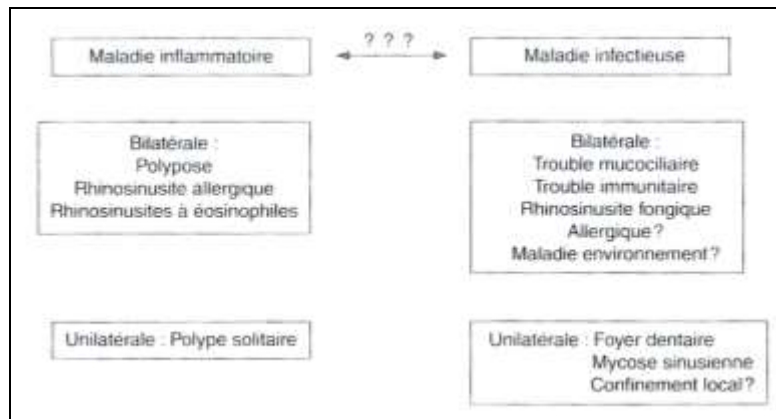 Maladie inflammatoire
? ? ?
Maladie infectieuse
Bilatérale :
Polypose
Rhinosinusite allergique
Rhinosinusites à éosinophiles
Bilatérale :
Trouble mucociliaire
Trouble immunitaire
Rhinosinusite fongique
Allergique ?
Maladie environnement ?
Unilatérale : Polype solitaire
Unilatérale : Foyer dentaire
Mycose sinusienne
Confinement local ?